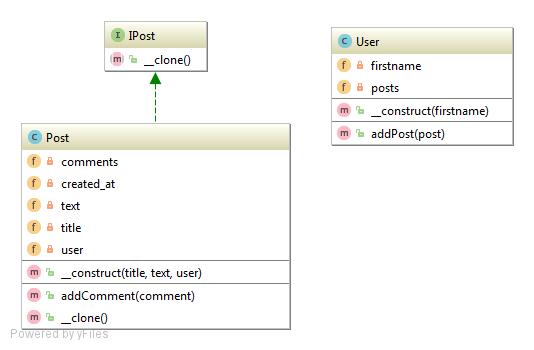 I IPost
m __clone()
C Post
f comments
f created_at
f text
f title
f user
m __construct(title, text, user)
m addComment(comment)
m __clone()
C User
f firstname
f posts
m __construct(firstname)
m addPost(post)
Powered by yFiles